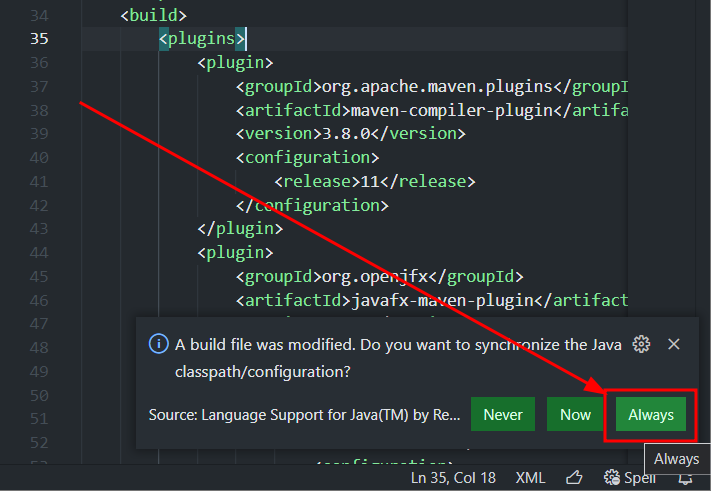 34 <build>
35 <plugins>
36 <plugin>
37 <groupId>org.apache.maven.plugins</groupI
38 <artifactId>maven-compiler-plugin</artifa
39 <version>3.8.0</version>
40 <configuration>
41 <release>11</release>
42 </configuration>
43 </plugin>
44 <plugin>
45 <groupId>org.openjfx</groupId>
46 <artifactId>javafx-maven-plugin</artifact
47
48
49
50
51
52
A build file was modified. Do you want to synchronize the Java
classpath/configuration?
Source: Language Support for Java(TM) by Re... Never Now Always
Always
Ln 35, Col 18 XML Spell